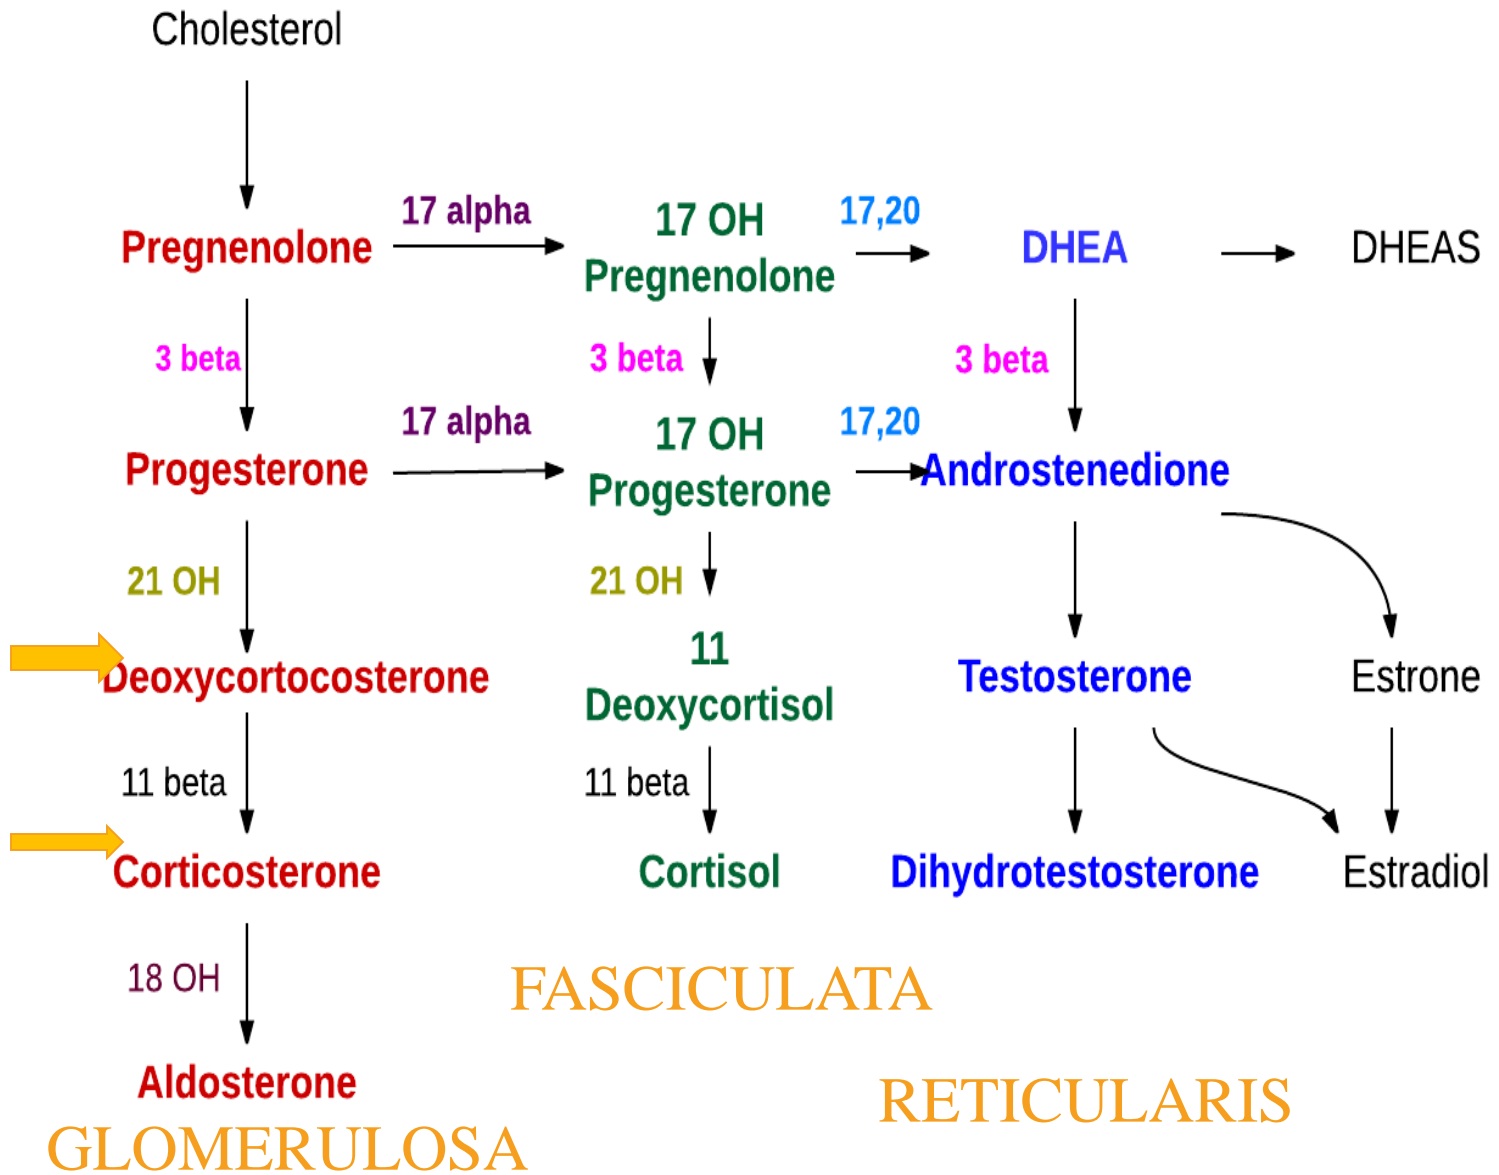 Cholesterol
17 alpha
17 OH
17,20
Pregnenolone
Pregnenolone
DHEA
DHEAS
3 beta
3 beta
3 beta
17 alpha
17 OH
17,20
Progesterone
Progesterone
Androstenedione
21 OH
21 OH
11
Deoxycortocosterone
Deoxycortisol
Testosterone
Estrone
11 beta
11 beta
Corticosterone
Cortisol
Dihydrotestosterone
Estradiol
18 OH
FASCICULATA
Aldosterone
RETICULARIS
GLOMERULOSA